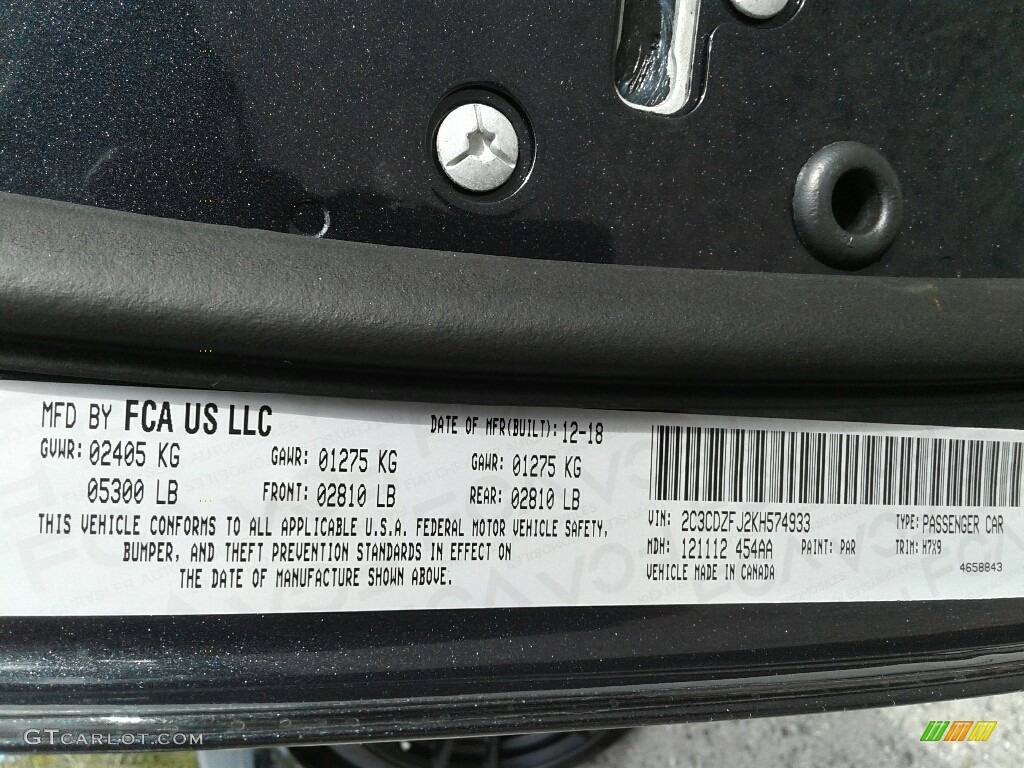 MFD BY FCA US LLC
DATE OF MFR(BUILT): 12-18
GVWR: 02405 KG
GAWR: 01275 KG
GAWR: 01275 KG
05300 LB
FRONT: 02810 LB
REAR: 02810 LB
THIS VEHICLE CONFORMS TO ALL APPLICABLE U.S.A. FEDERAL MOTOR VEHICLE SAFETY,
BUMPER, AND THEFT PREVENTION STANDARDS IN EFFECT ON
THE DATE OF MANUFACTURE SHOWN ABOVE.
VIN: 2C3CDZFJ2KH574933
TYPE: PASSENGER CAR
MDH: 121112 454AA
PAINT: PAR
TRIM: H7X9
VEHICLE MADE IN CANADA
4658843
GTCARLOT.COM